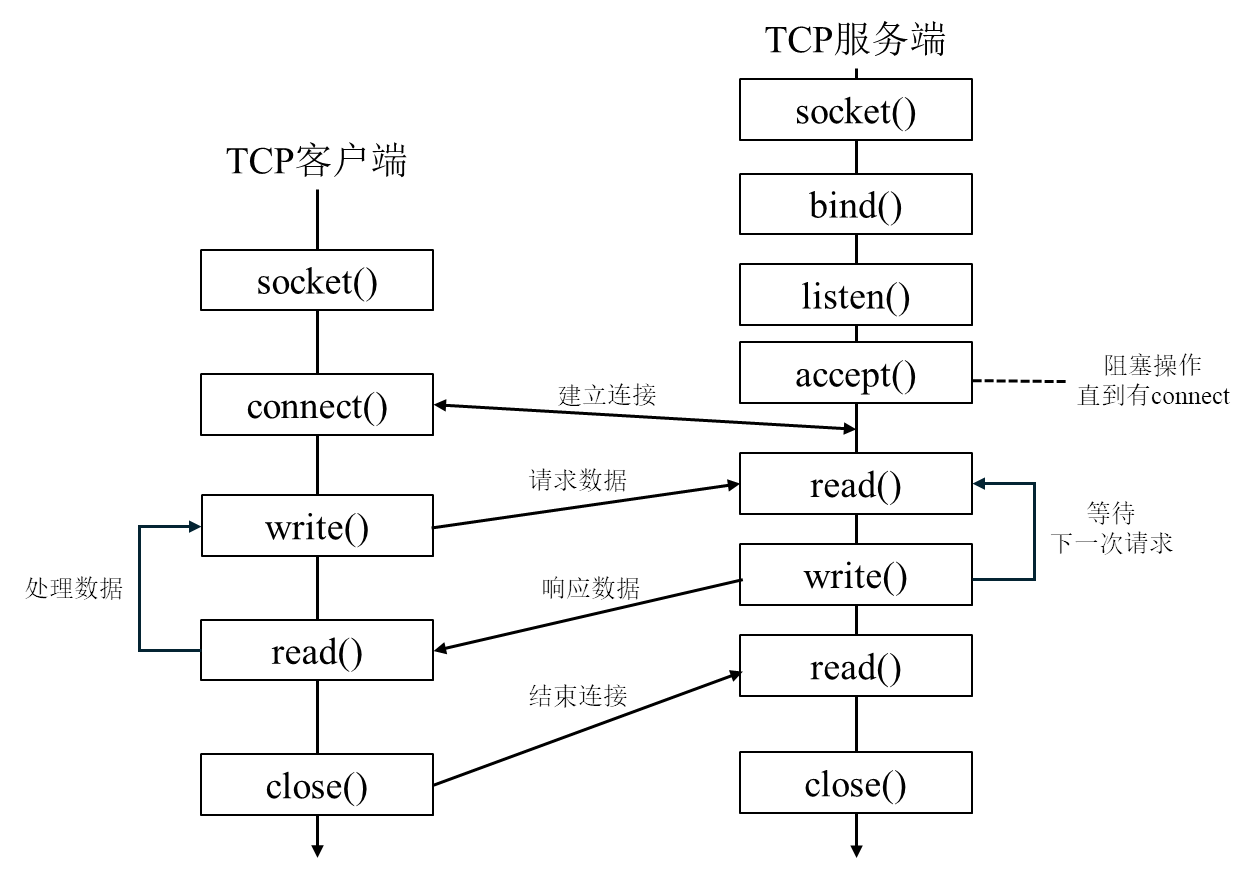 TCP服务端
socket()
bind()
TCP客户端
socket()
listen()
accept()
阻塞操作
直到有connect
connect()
建立连接
请求数据
read()
等待
下一次请求
write()
处理数据
响应数据
write()
read()
read()
结束连接
close()
close()